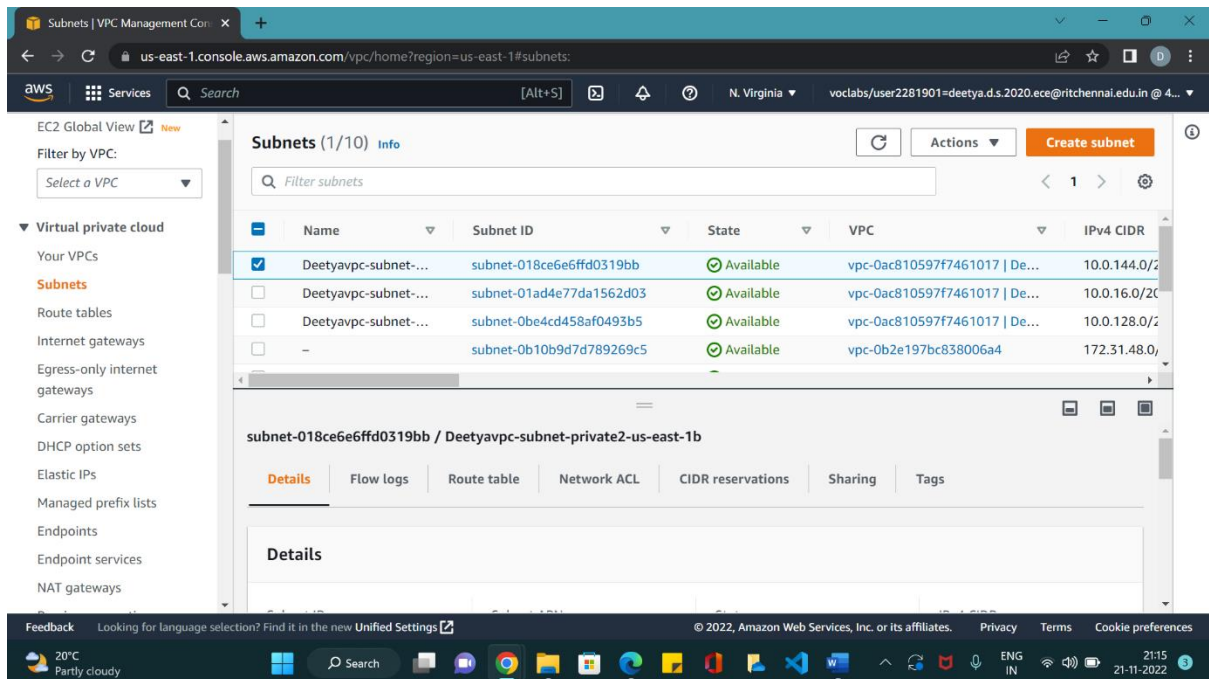 Subnets | VPC Management Con
us-east-1.console.aws.amazon.com/vpc/home?region=us-east-1#subnets:
D
aws Services Search [Alt+S] N. Virginia voclabs/user2281901=deetya.d.s.2020.ece@ritchennai.edu.in @ 4...
EC2 Global View New
Filter by VPC:
Select a VPC
Virtual private cloud
Your VPCs
Subnets
Route tables
Internet gateways
Egress-only internet
gateways
Carrier gateways
DHCP option sets
Elastic IPs
Managed prefix lists
Endpoints
Endpoint services
NAT gateways
Subnets (1/10) Info
Actions
Create subnet
Filter subnets
1
Name Subnet ID State VPC IPv4 CIDR
Deetyavpc-subnet-... subnet-018ce6e6ffd0319bb Available vpc-0ac810597f7461017 | De... 10.0.144.0/2
Deetyavpc-subnet-... subnet-01ad4e77da1562d03 Available vpc-0ac810597f7461017 | De... 10.0.16.0/20
Deetyavpc-subnet-... subnet-0be4cd458af0493b5 Available vpc-0ac810597f7461017 | De... 10.0.128.0/2
– subnet-0b10b9d7d789269c5 Available vpc-0b2e197bc838006a4 172.31.48.0/
subnet-018ce6e6ffd0319bb / Deetyavpc-subnet-private2-us-east-1b
Details Flow logs Route table Network ACL CIDR reservations Sharing Tags
Details
Feedback Looking for language selection? Find it in the new Unified Settings © 2022, Amazon Web Services, Inc. or its affiliates. Privacy Terms Cookie preferences
20°C
Partly cloudy
Search
ENG
IN
21:15
21-11-2022
3